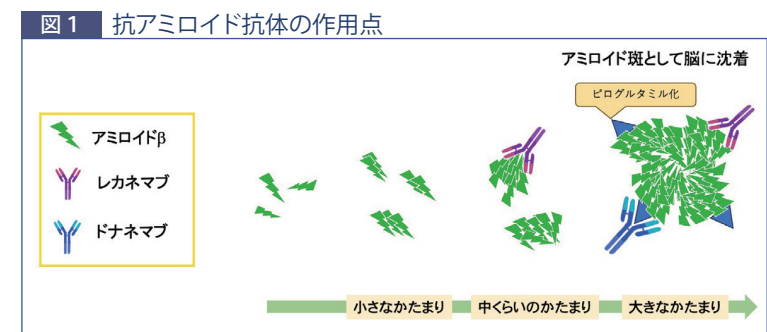 図1 抗アミロイド抗体の作用点
アミロイド斑として脳に沈着
ピログルタミル化
アミロイドβ
レカネマブ
ドナネマブ
小さなかたまり 中くらいのかたまり 大きなかたまり